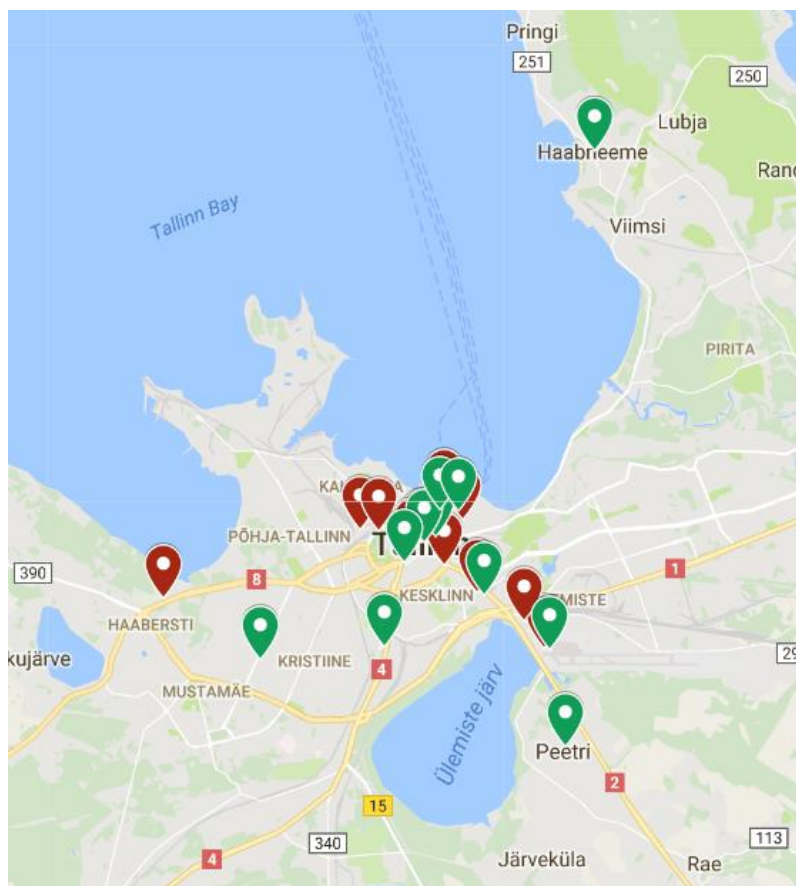 Pringi
251
250
Lubja
Haabneeme
Viimsi
Tallinn Bay
PIRITA
PÕHJA-TALLINN
390
8
1
KESKLINN
HAABERSTI
kujärve
KRISTIINE
4
MUSTAMÄE
Ülemiste järv
Peetri
2
15
340
113
4
Järveküla
Rae